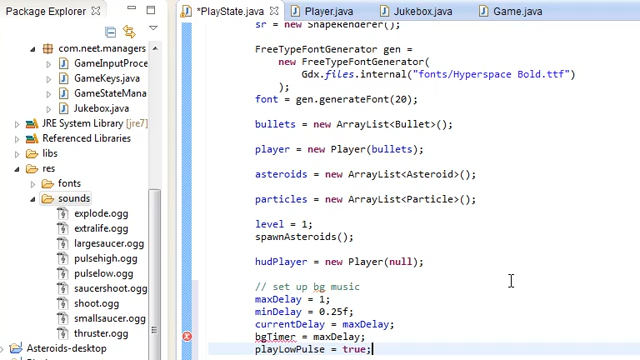 Package Explorer
*PlayState.java
Player.java
Jukebox.java
Game.java
com.neet.managers
GameInputProce
GameKeys.java
GameStateMana
Jukebox.java
JRE System Library [jre7]
Referenced Libraries
libs
res
fonts
sounds
explode.ogg
extralife.ogg
largesaucer.ogg
pulsehigh.ogg
pulselow.ogg
saucershoot.ogg
shoot.ogg
smallsaucer.ogg
thruster.ogg
Asteroids-desktop
sr = new ShapeRenderer();
FreeTypeFontGenerator gen =
new FreeTypeFontGenerator(
Gdx.files.internal("fonts/Hyperspace Bold.ttf")
);
font = gen.generateFont(20);
bullets = new ArrayList<Bullet>();
player = new Player(bullets);
asteroids = new ArrayList<Asteroid>();
particles = new ArrayList<Particle>();
level = 1;
spawnAsteroids();
hudPlayer = new Player(null);
// set up bg music
maxDelay = 1;
minDelay = 0.25f;
currentDelay = maxDelay;
bgTimer = maxDelay;
playLowPulse = true;